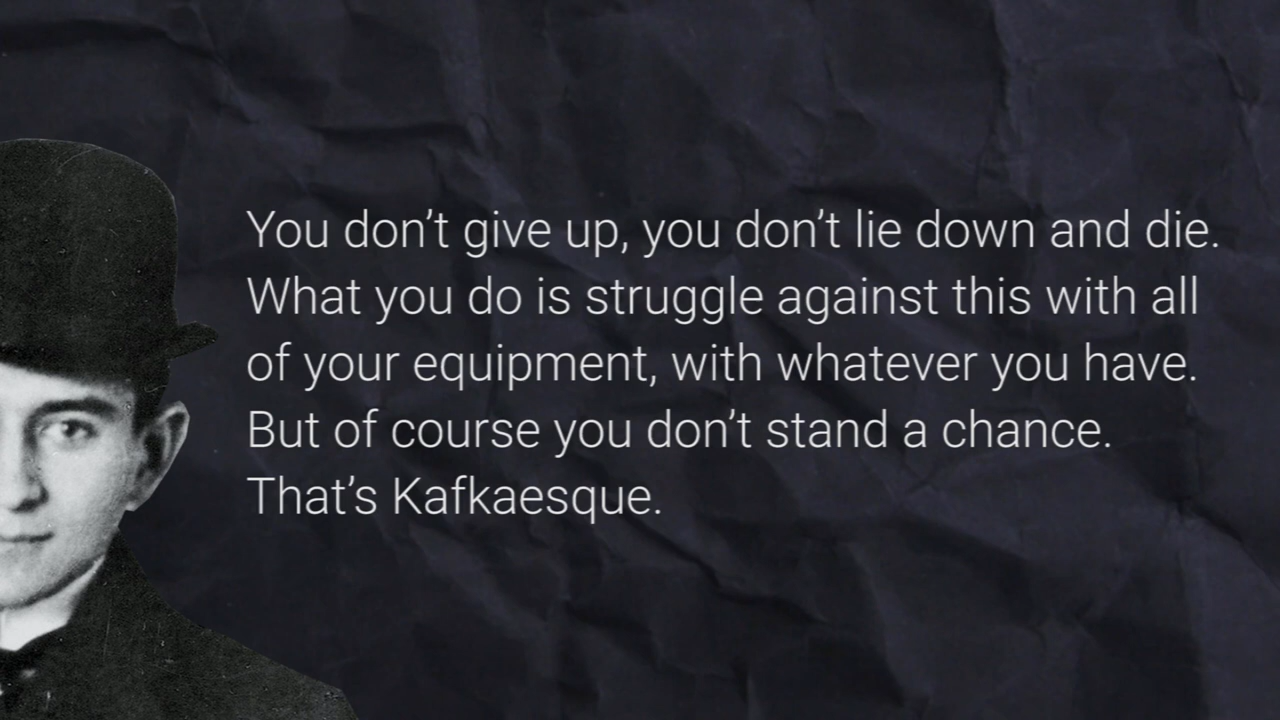 You don’t give up, you don’t lie down and die.
What you do is struggle against this with all
of your equipment, with whatever you have.
But of course you don’t stand a chance.
That’s Kafkaesque.